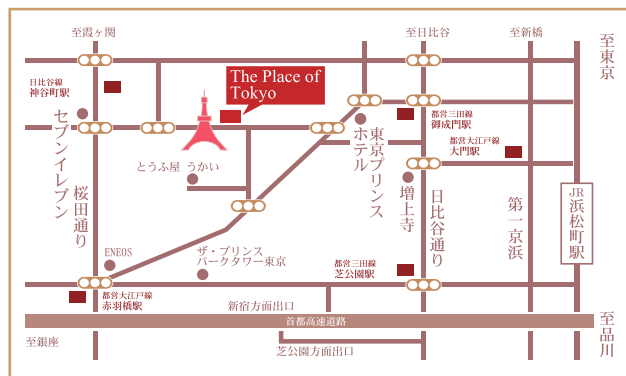 至霞ヶ関
至日比谷
至新橋
至東京
日比谷線
神谷町駅
The Place of
Tokyo
セブンイレブン
桜田通り
とうふ屋 うかい
東京プリンス
ホテル
都営三田線
御成門駅
都営大江戸線
大門駅
増上寺
日比谷通り
第一京浜
JR
浜松町駅
ENEOS
ザ・プリンス
パークタワー東京
都営三田線
芝公園駅
都営大江戸線
赤羽橋駅
新宿方面出口
首都高速道路
至銀座
芝公園方面出口
至品川